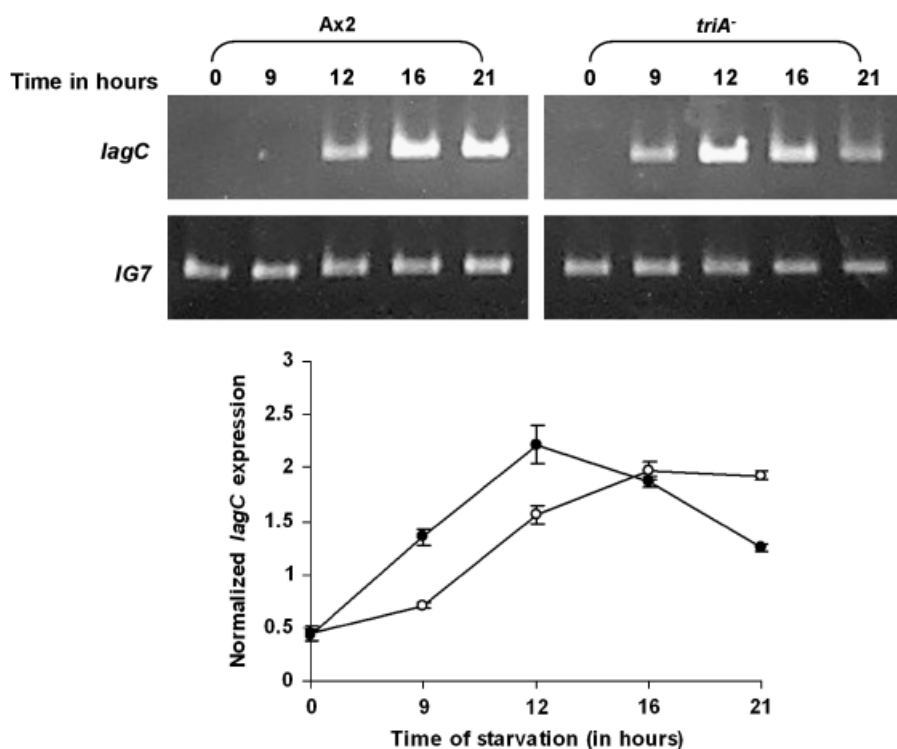 Ax2 triA-
Time in hours 0 9 12 16 21 0 9 12 16 21
lagC
IG7
3
2.5
2
1.5
1
0.5
0
Normalized lagC expression
0 9 12 16 21
Time of starvation (in hours)